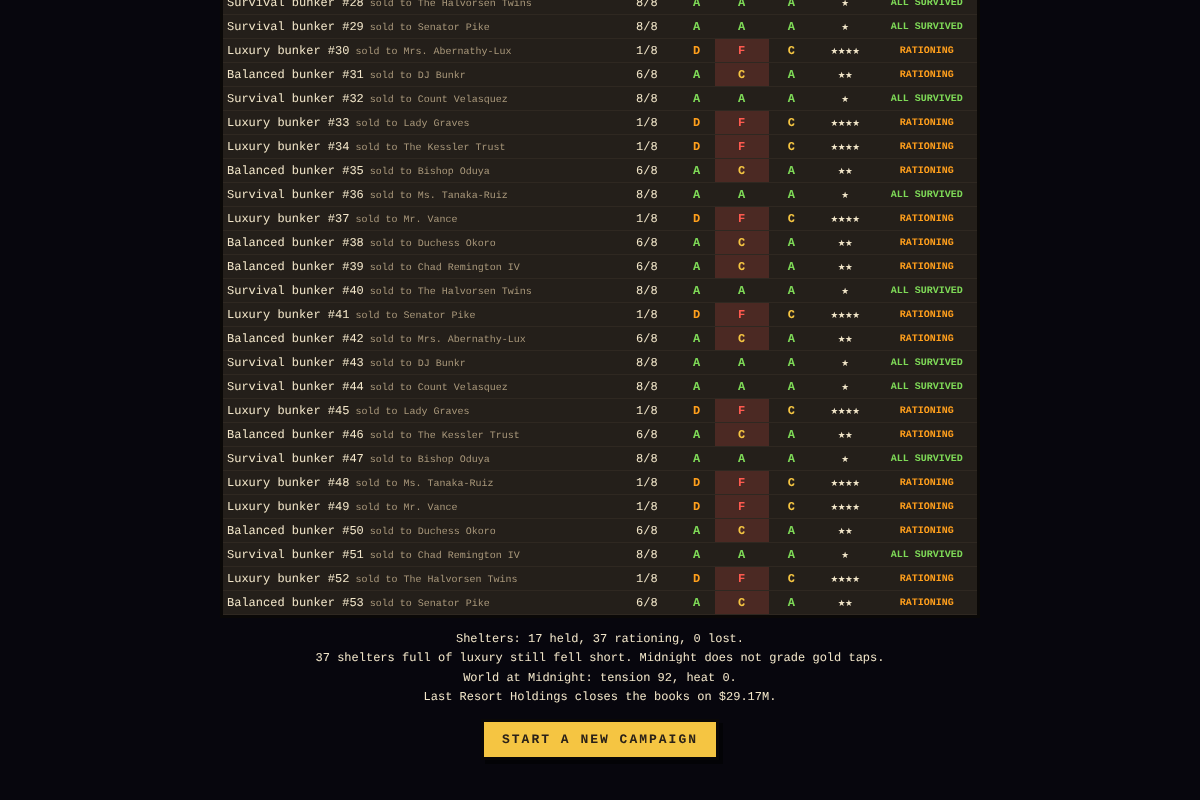 Survival bunker #28 sold to The Halvorsen Twins 8/8 A A A ★ ALL SURVIVED
Survival bunker #29 sold to Senator Pike 8/8 A A A ★ ALL SURVIVED
Luxury bunker #30 sold to Mrs. Abernathy-Lux 1/8 D F C ★★★★ RATIONING
Balanced bunker #31 sold to DJ Bunkr 6/8 A C A ★★ RATIONING
Survival bunker #32 sold to Count Velasquez 8/8 A A A ★ ALL SURVIVED
Luxury bunker #33 sold to Lady Graves 1/8 D F C ★★★★ RATIONING
Luxury bunker #34 sold to The Kessler Trust 1/8 D F C ★★★★ RATIONING
Balanced bunker #35 sold to Bishop Oduya 6/8 A C A ★★ RATIONING
Survival bunker #36 sold to Ms. Tanaka-Ruiz 8/8 A A A ★ ALL SURVIVED
Luxury bunker #37 sold to Mr. Vance 1/8 D F C ★★★★ RATIONING
Balanced bunker #38 sold to Duchess Okoro 6/8 A C A ★★ RATIONING
Balanced bunker #39 sold to Chad Remington IV 6/8 A C A ★★ RATIONING
Survival bunker #40 sold to The Halvorsen Twins 8/8 A A A ★ ALL SURVIVED
Luxury bunker #41 sold to Senator Pike 1/8 D F C ★★★★ RATIONING
Balanced bunker #42 sold to Mrs. Abernathy-Lux 6/8 A C A ★★ RATIONING
Survival bunker #43 sold to DJ Bunkr 8/8 A A A ★ ALL SURVIVED
Survival bunker #44 sold to Count Velasquez 8/8 A A A ★ ALL SURVIVED
Luxury bunker #45 sold to Lady Graves 1/8 D F C ★★★★ RATIONING
Balanced bunker #46 sold to The Kessler Trust 6/8 A C A ★★ RATIONING
Survival bunker #47 sold to Bishop Oduya 8/8 A A A ★ ALL SURVIVED
Luxury bunker #48 sold to Ms. Tanaka-Ruiz 1/8 D F C ★★★★ RATIONING
Luxury bunker #49 sold to Mr. Vance 1/8 D F C ★★★★ RATIONING
Balanced bunker #50 sold to Duchess Okoro 6/8 A C A ★★ RATIONING
Survival bunker #51 sold to Chad Remington IV 8/8 A A A ★ ALL SURVIVED
Luxury bunker #52 sold to The Halvorsen Twins 1/8 D F C ★★★★ RATIONING
Balanced bunker #53 sold to Senator Pike 6/8 A C A ★★ RATIONING
Shelters: 17 held, 37 rationing, 0 lost.
37 shelters full of luxury still fell short. Midnight does not grade gold taps.
World at Midnight: tension 92, heat 0.
Last Resort Holdings closes the books on $29.17M.
START A NEW CAMPAIGN